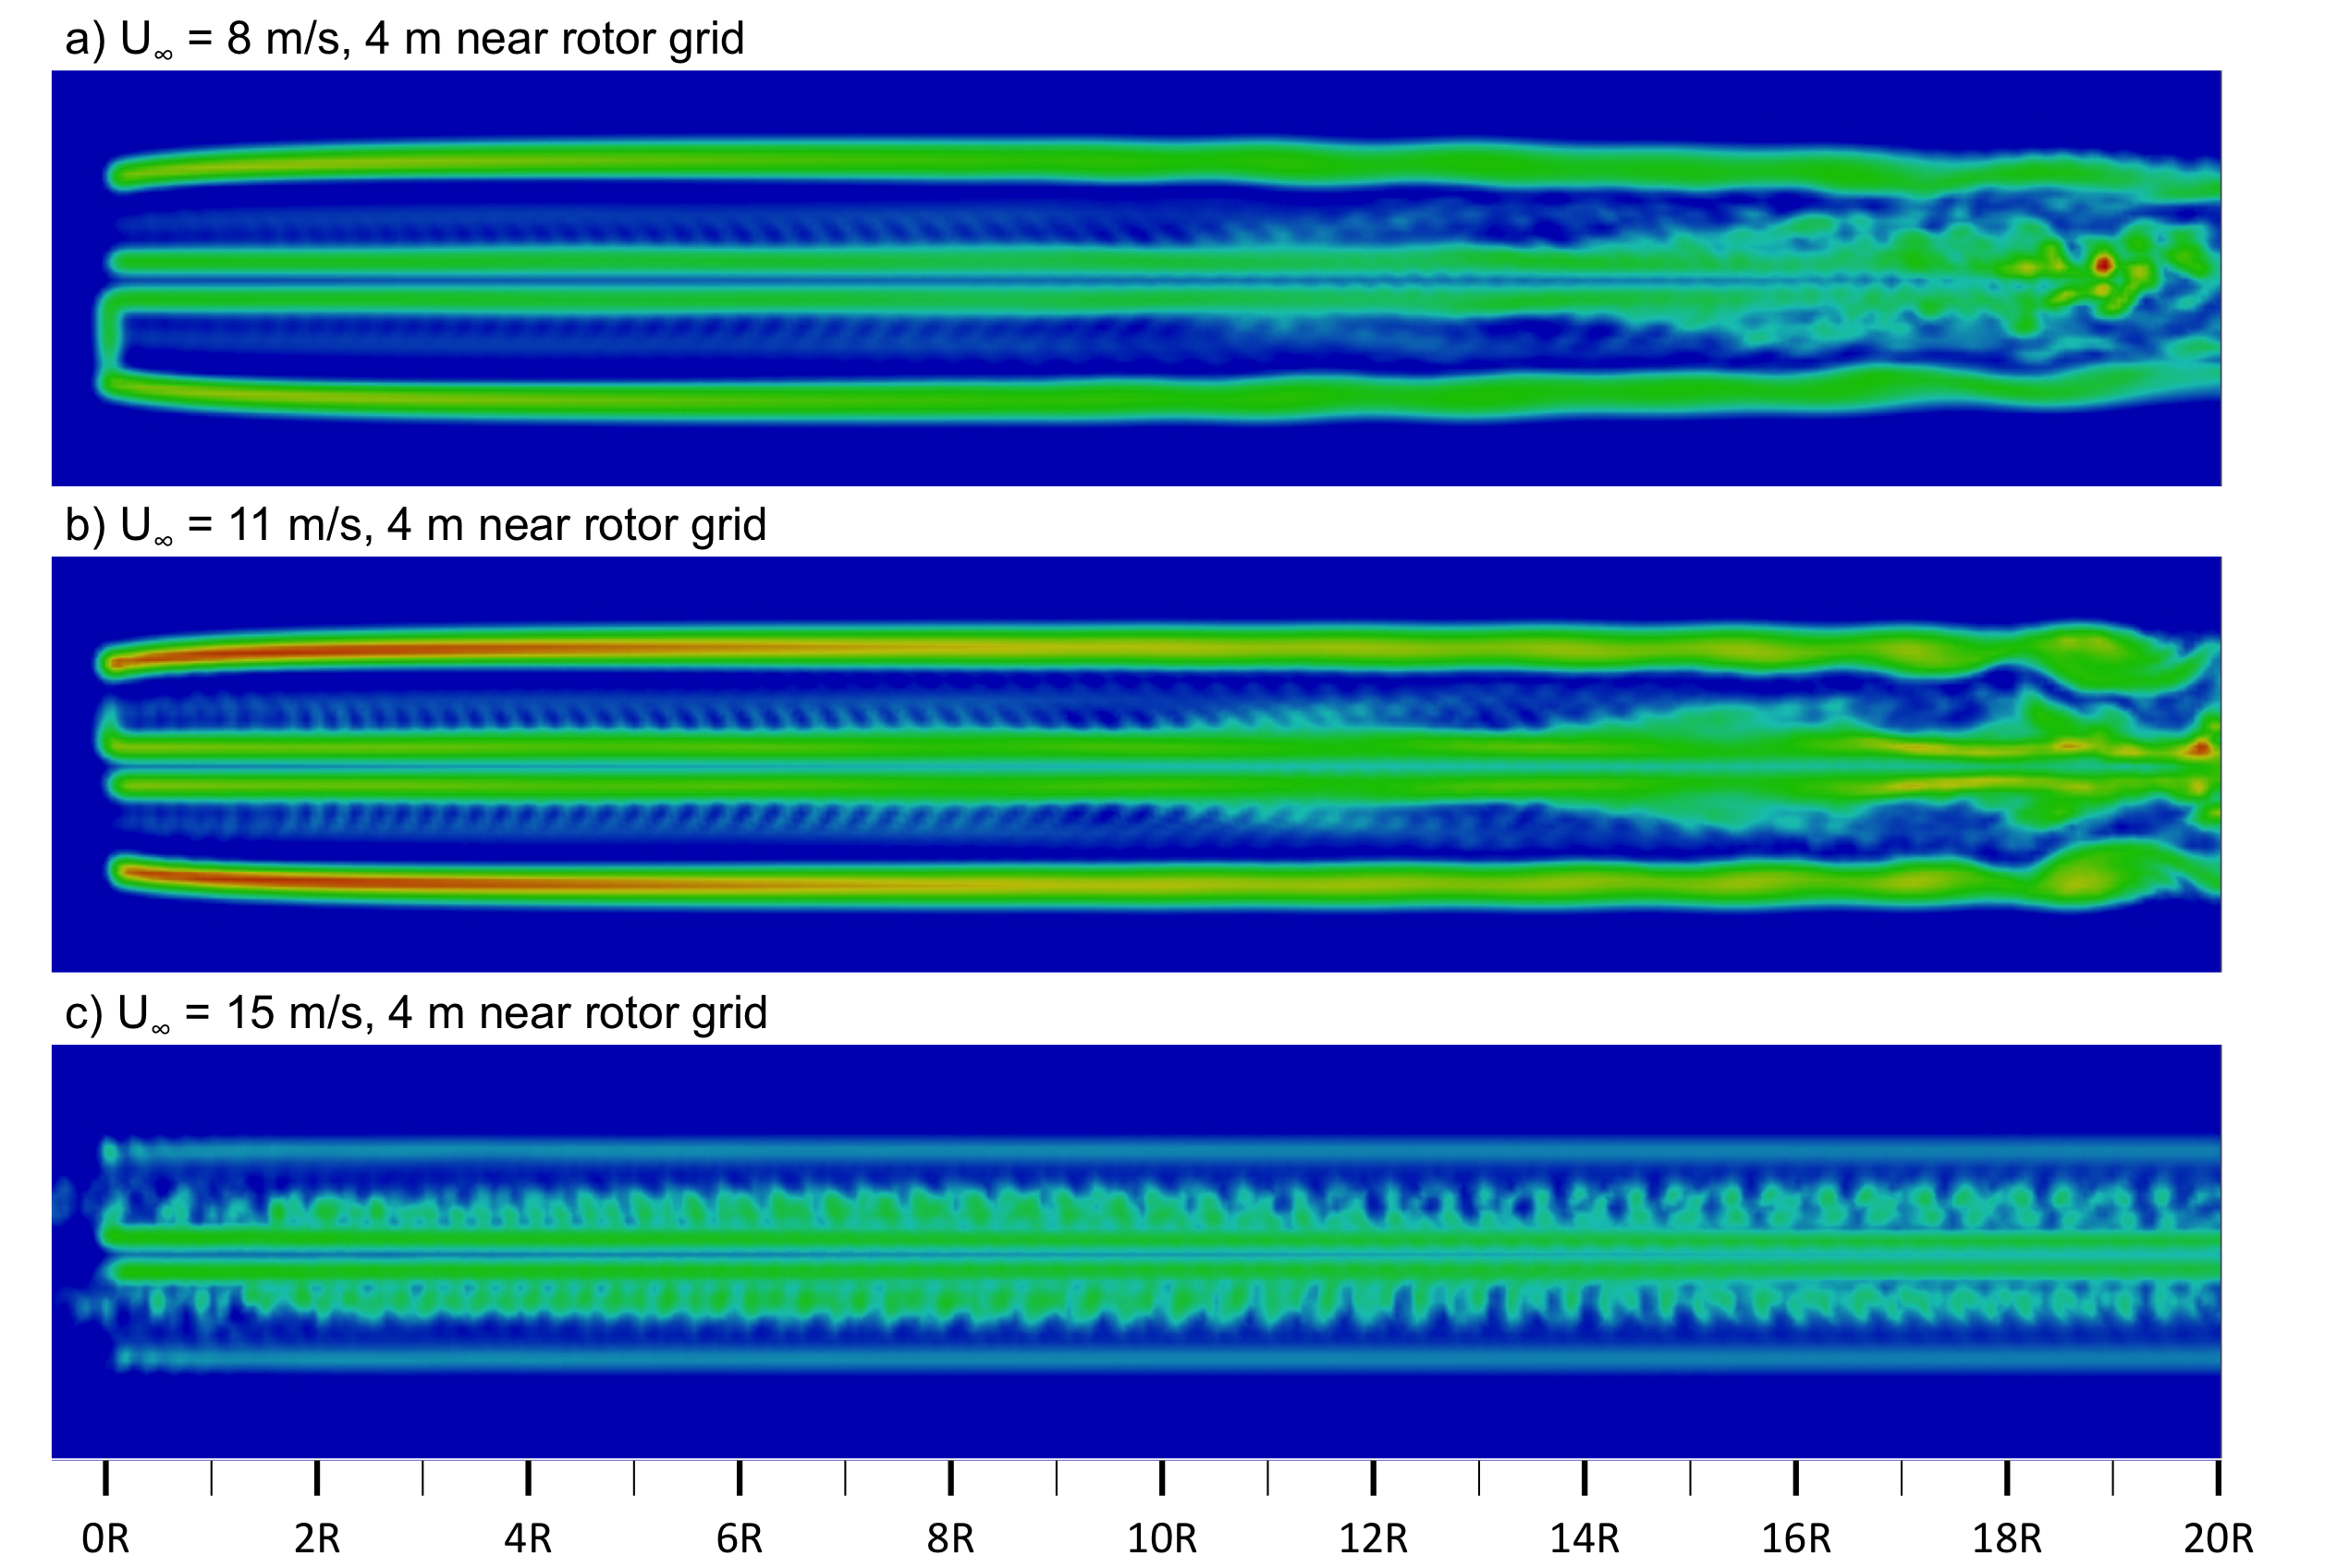 a) U∞ = 8 m/s, 4 m near rotor grid
b) U∞ = 11 m/s, 4 m near rotor grid
c) U∞ = 15 m/s, 4 m near rotor grid
0R 2R 4R 6R 8R 10R 12R 14R 16R 18R 20R